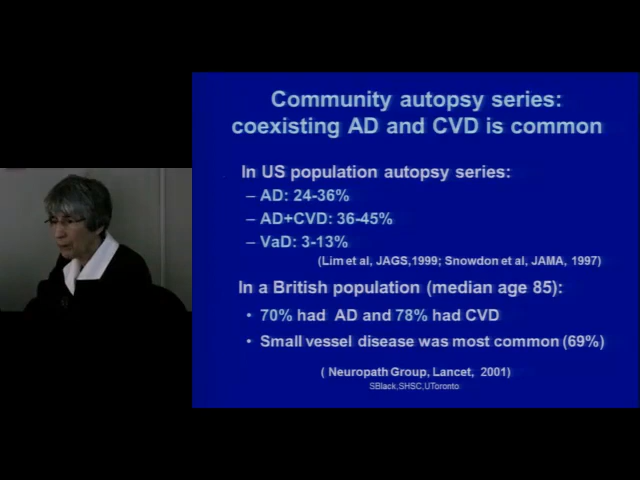 Community autopsy series:
coexisting AD and CVD is common
In US population autopsy series:
– AD: 24-36%
– AD+CVD: 36-45%
– VaD: 3-13%
(Lim et al, JAGS,1999; Snowdon et al, JAMA, 1997)
In a British population (median age 85):
• 70% had AD and 78% had CVD
• Small vessel disease was most common (69%)
( Neuropath Group, Lancet, 2001)
SBlack,SHSC,UToronto